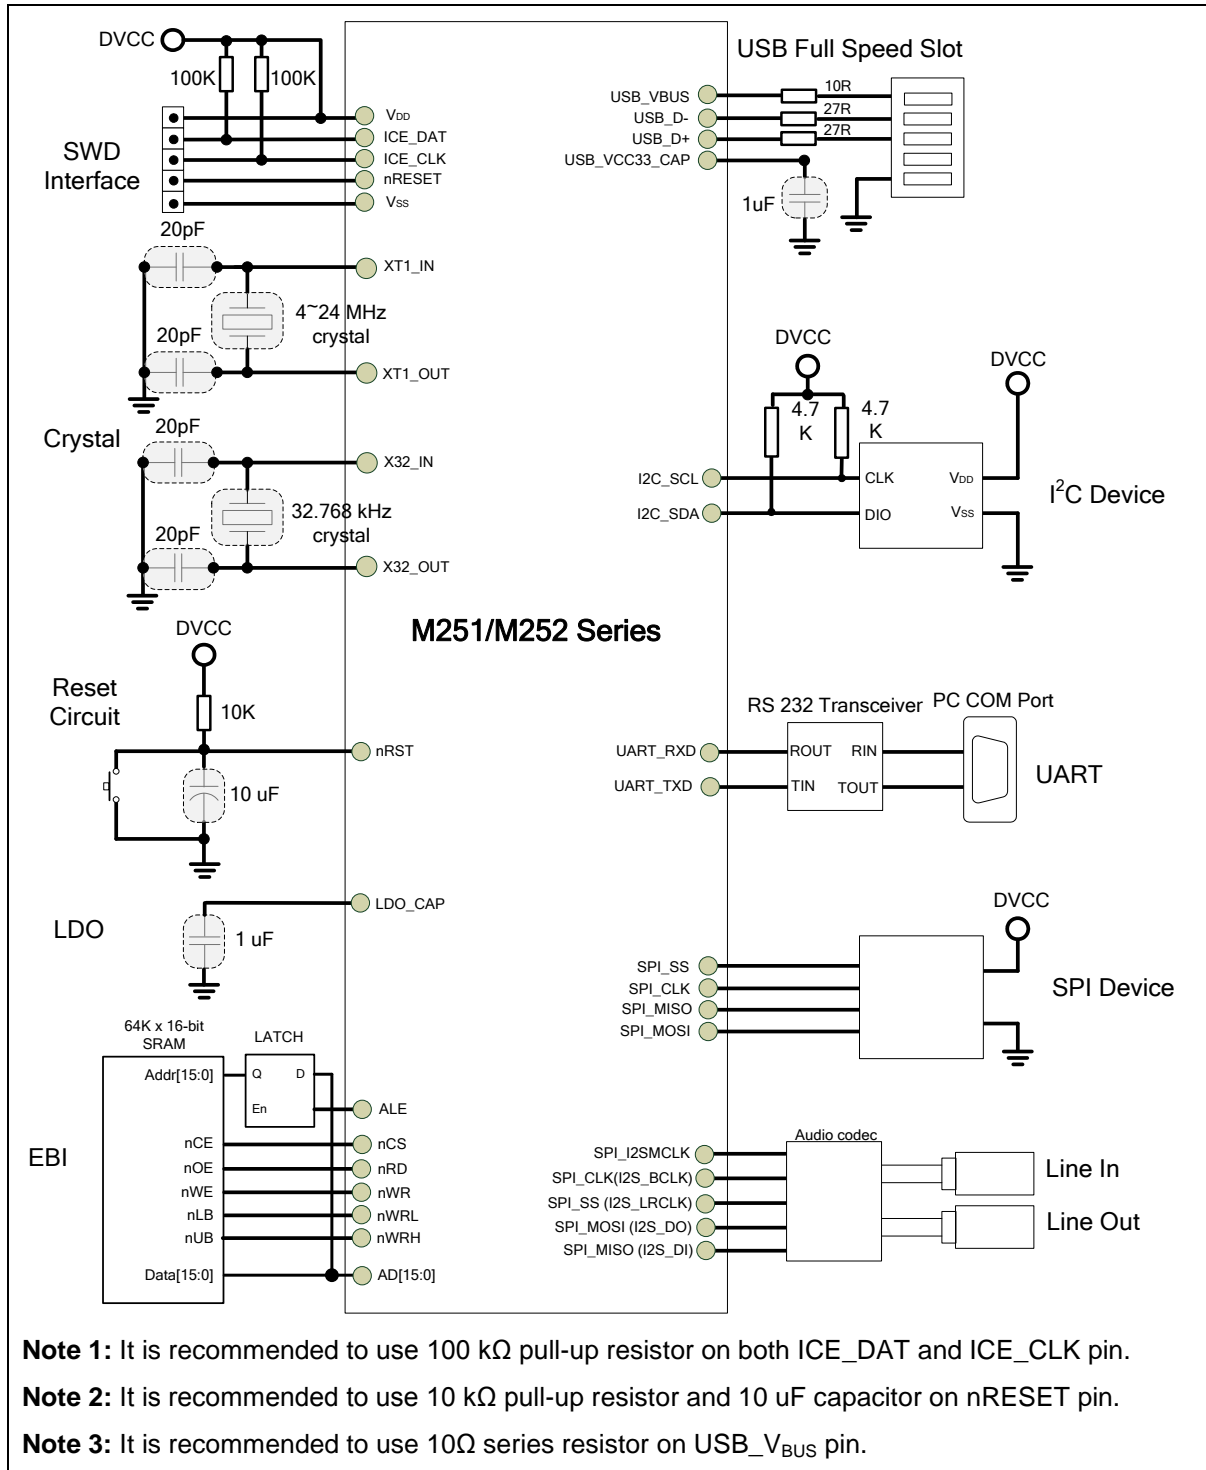 DVCC
100K
100K
SWD
Interface
VDD
ICE_DAT
ICE_CLK
nRESET
Vss
20pF
XT1_IN
4~24 MHz
crystal
20pF
XT1_OUT
Crystal
20pF
X32_IN
32.768 kHz
crystal
20pF
X32_OUT
DVCC
Reset
Circuit
10K
nRST
10 uF
LDO
LDO_CAP
1 uF
64K x 16-bit
SRAM
LATCH
Addr[15:0]
Q
D
En
ALE
EBI
nCE
nCS
nOE
nRD
nWE
nWR
nLB
nWRL
nUB
nWRH
Data[15:0]
AD[15:0]
M251/M252 Series
USB Full Speed Slot
USB_VBUS
10R
USB_D-
27R
USB_D+
27R
USB_VCC33_CAP
1uF
DVCC
DVCC
4.7
K
4.7
K
I2C_SCL
CLK
VDD
I2C_SDA
DIO
Vss
I2C Device
RS 232 Transceiver
PC COM Port
UART_RXD
ROUT
RIN
UART_TXD
TIN
TOUT
UART
DVCC
SPI_SS
SPI_CLK
SPI_MISO
SPI_MOSI
SPI Device
Audio codec
SPI_I2SMCLK
SPI_CLK(I2S_BCLK)
SPI_SS (I2S_LRCLK)
SPI_MOSI (I2S_DO)
SPI_MISO (I2S_DI)
Line In
Line Out
Note 1: It is recommended to use 100 kΩ pull-up resistor on both ICE_DAT and ICE_CLK pin.
Note 2: It is recommended to use 10 kΩ pull-up resistor and 10 uF capacitor on nRESET pin.
Note 3: It is recommended to use 10Ω series resistor on USB_VBUS pin.